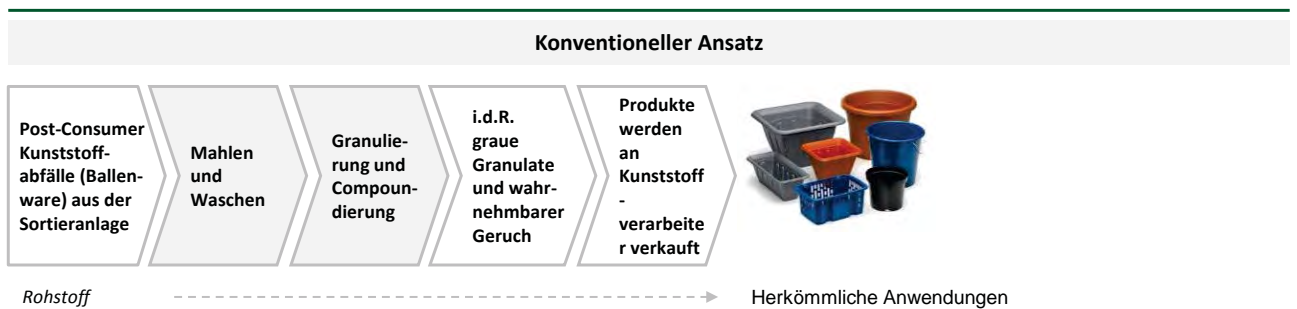 Konventioneller Ansatz
Post-Consumer
Kunststoff-
abfälle (Ballen-
ware) aus der
Sortieranlage
Mahlen
und
Waschen
Granulie-
rung und
Compoun-
dierung
i.d.R.
graue
Granulate
und wahr-
nehmbarer
Geruch
Produkte
werden
an
Kunststoff
-
verarbeite
r verkauft
Rohstoff
Herkömmliche Anwendungen